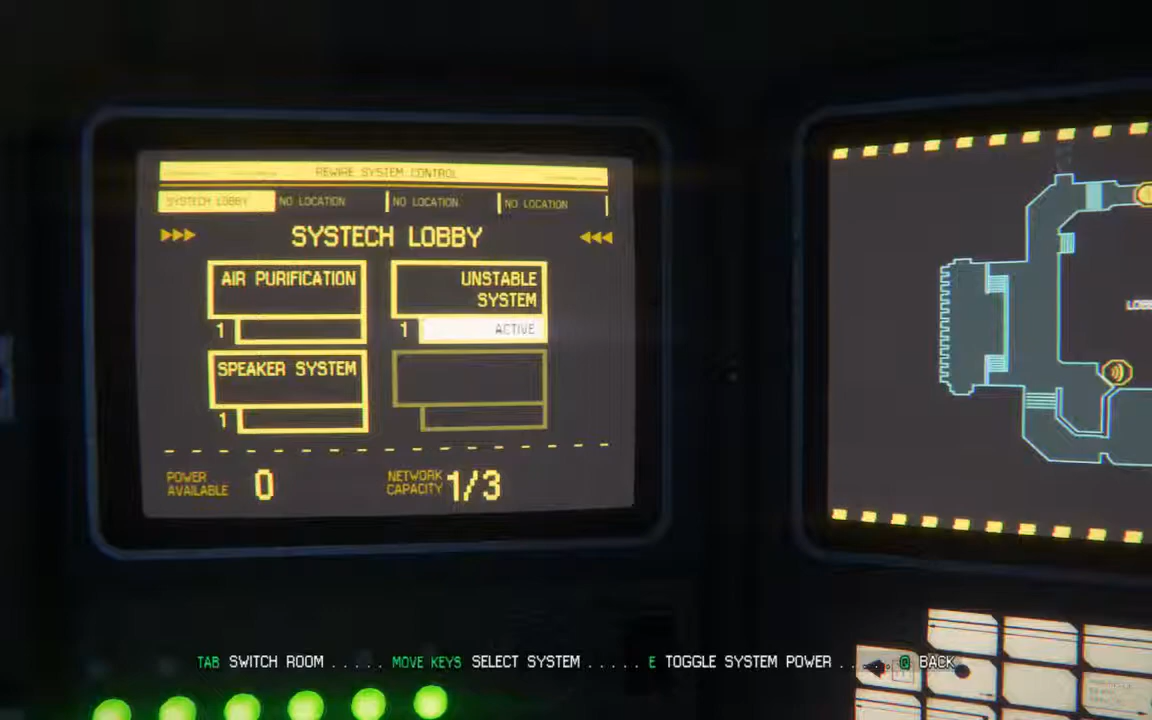 REWIRE SYSTEM CONTROL
SYSTECH LOBBY NO LOCATION NO LOCATION NO LOCATION
SYSTECH LOBBY
AIR PURIFICATION
1
UNSTABLE
SYSTEM
1 ACTIVE
SPEAKER SYSTEM
1
POWER
AVAILABLE 0
NETWORK
CAPACITY 1/3
TAB SWITCH ROOM ..... MOVE KEYS SELECT SYSTEM ...... E TOGGLE SYSTEM POWER ..... Q BACK